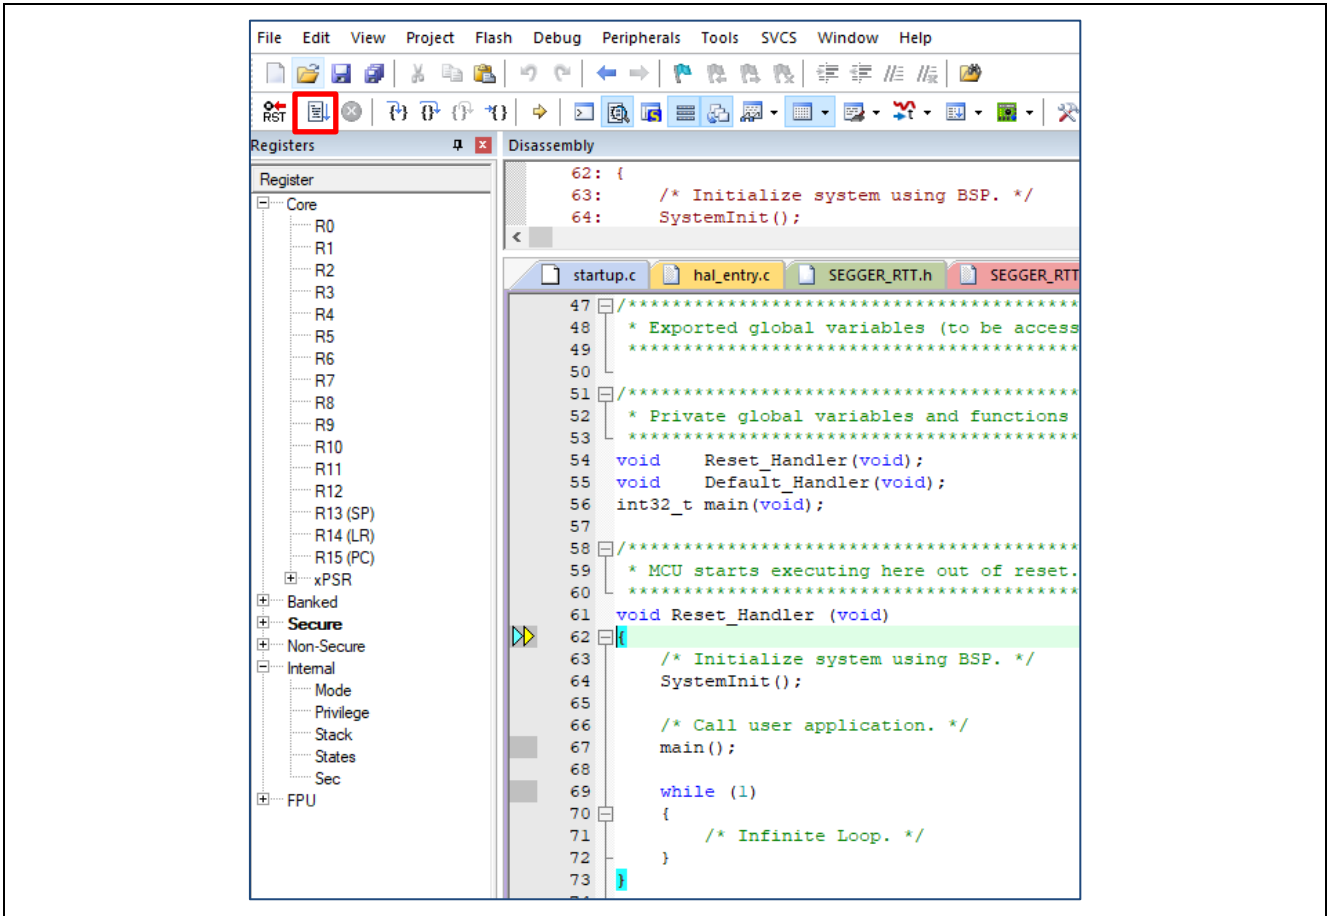 File Edit View Project Flash Debug Peripherals Tools SVCS Window Help
RST
Registers
Register
Core
R0
R1
R2
R3
R4
R5
R6
R7
R8
R9
R10
R11
R12
R13 (SP)
R14 (LR)
R15 (PC)
xPSR
Banked
Secure
Non-Secure
Internal
Mode
Privilege
Stack
States
Sec
FPU
Disassembly
62: {
63: /* Initialize system using BSP. */
64: SystemInit();
startup.c hal_entry.c SEGGER_RTT.h SEGGER_RTT
47 /*****************************************
48 * Exported global variables (to be access
49 *****************************************
50
51 /*****************************************
52 * Private global variables and functions
53 *****************************************
54 void Reset_Handler(void);
55 void Default_Handler(void);
56 int32_t main(void);
57
58 /*****************************************
59 * MCU starts executing here out of reset.
60 *****************************************
61 void Reset_Handler (void)
62 {
63 /* Initialize system using BSP. */
64 SystemInit();
65
66 /* Call user application. */
67 main();
68
69 while (1)
70 {
71 /* Infinite Loop. */
72 }
73 }